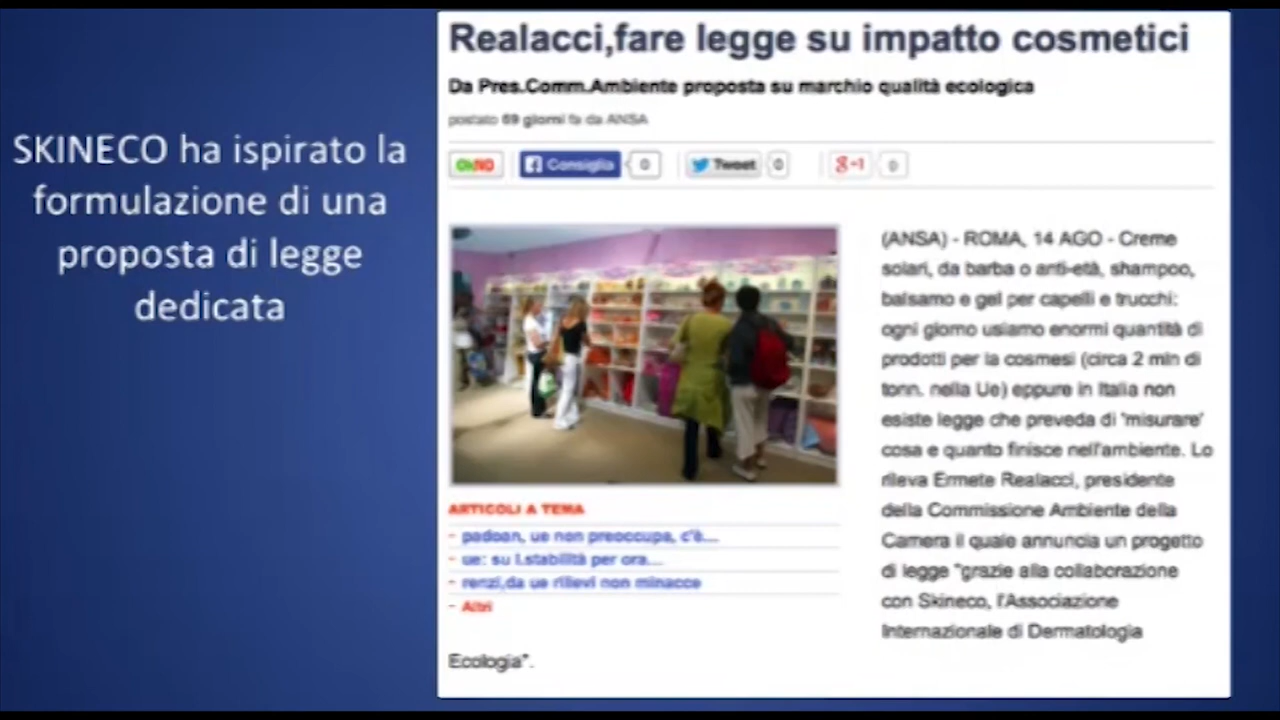 SKINECO ha ispirato la
formulazione di una
proposta di legge
dedicata
Realacci,fare legge su impatto cosmetici
Da Pres.Comm.Ambiente proposta su marchio qualità ecologica
postato 69 giorni fa da ANSA
OKNO
Consiglia 0
Tweet 0
g+1 0
(ANSA) - ROMA, 14 AGO - Creme
solari, da barba o anti-età, shampoo,
balsamo e gel per capelli e trucchi:
ogni giorno usiamo enormi quantità di
prodotti per la cosmesi (circa 2 mln di
tonn. nella Ue) eppure in Italia non
esiste legge che preveda di 'misurare'
cosa e quanto finisce nell'ambiente. Lo
rileva Ermete Realacci, presidente
della Commissione Ambiente della
Camera il quale annuncia un progetto
di legge "grazie alla collaborazione
con Skineco, l'Associazione
Internazionale di Dermatologia
Ecologia".
ARTICOLI A TEMA
- padoan, ue non preoccupa, c'è...
- ue: su l.stabilità per ora...
- renzi,da ue rilievi non minacce
- Altri